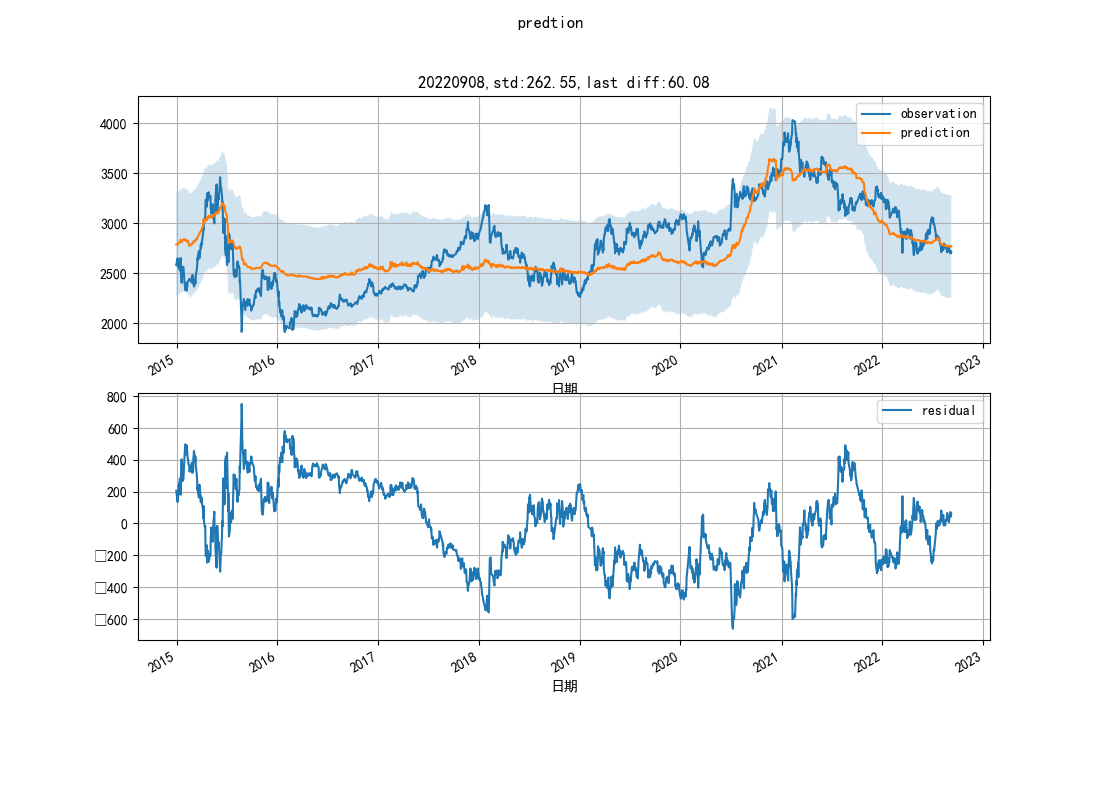 predtion
20220908,std:262.55,last diff:60.08
observation
prediction
4000
3500
3000
2500
2000
2015 2016 2017 2018 2019 2020 2021 2022 2023
日期
residual
800
600
400
200
0
□200
□400
□600
2015 2016 2017 2018 2019 2020 2021 2022 2023
日期